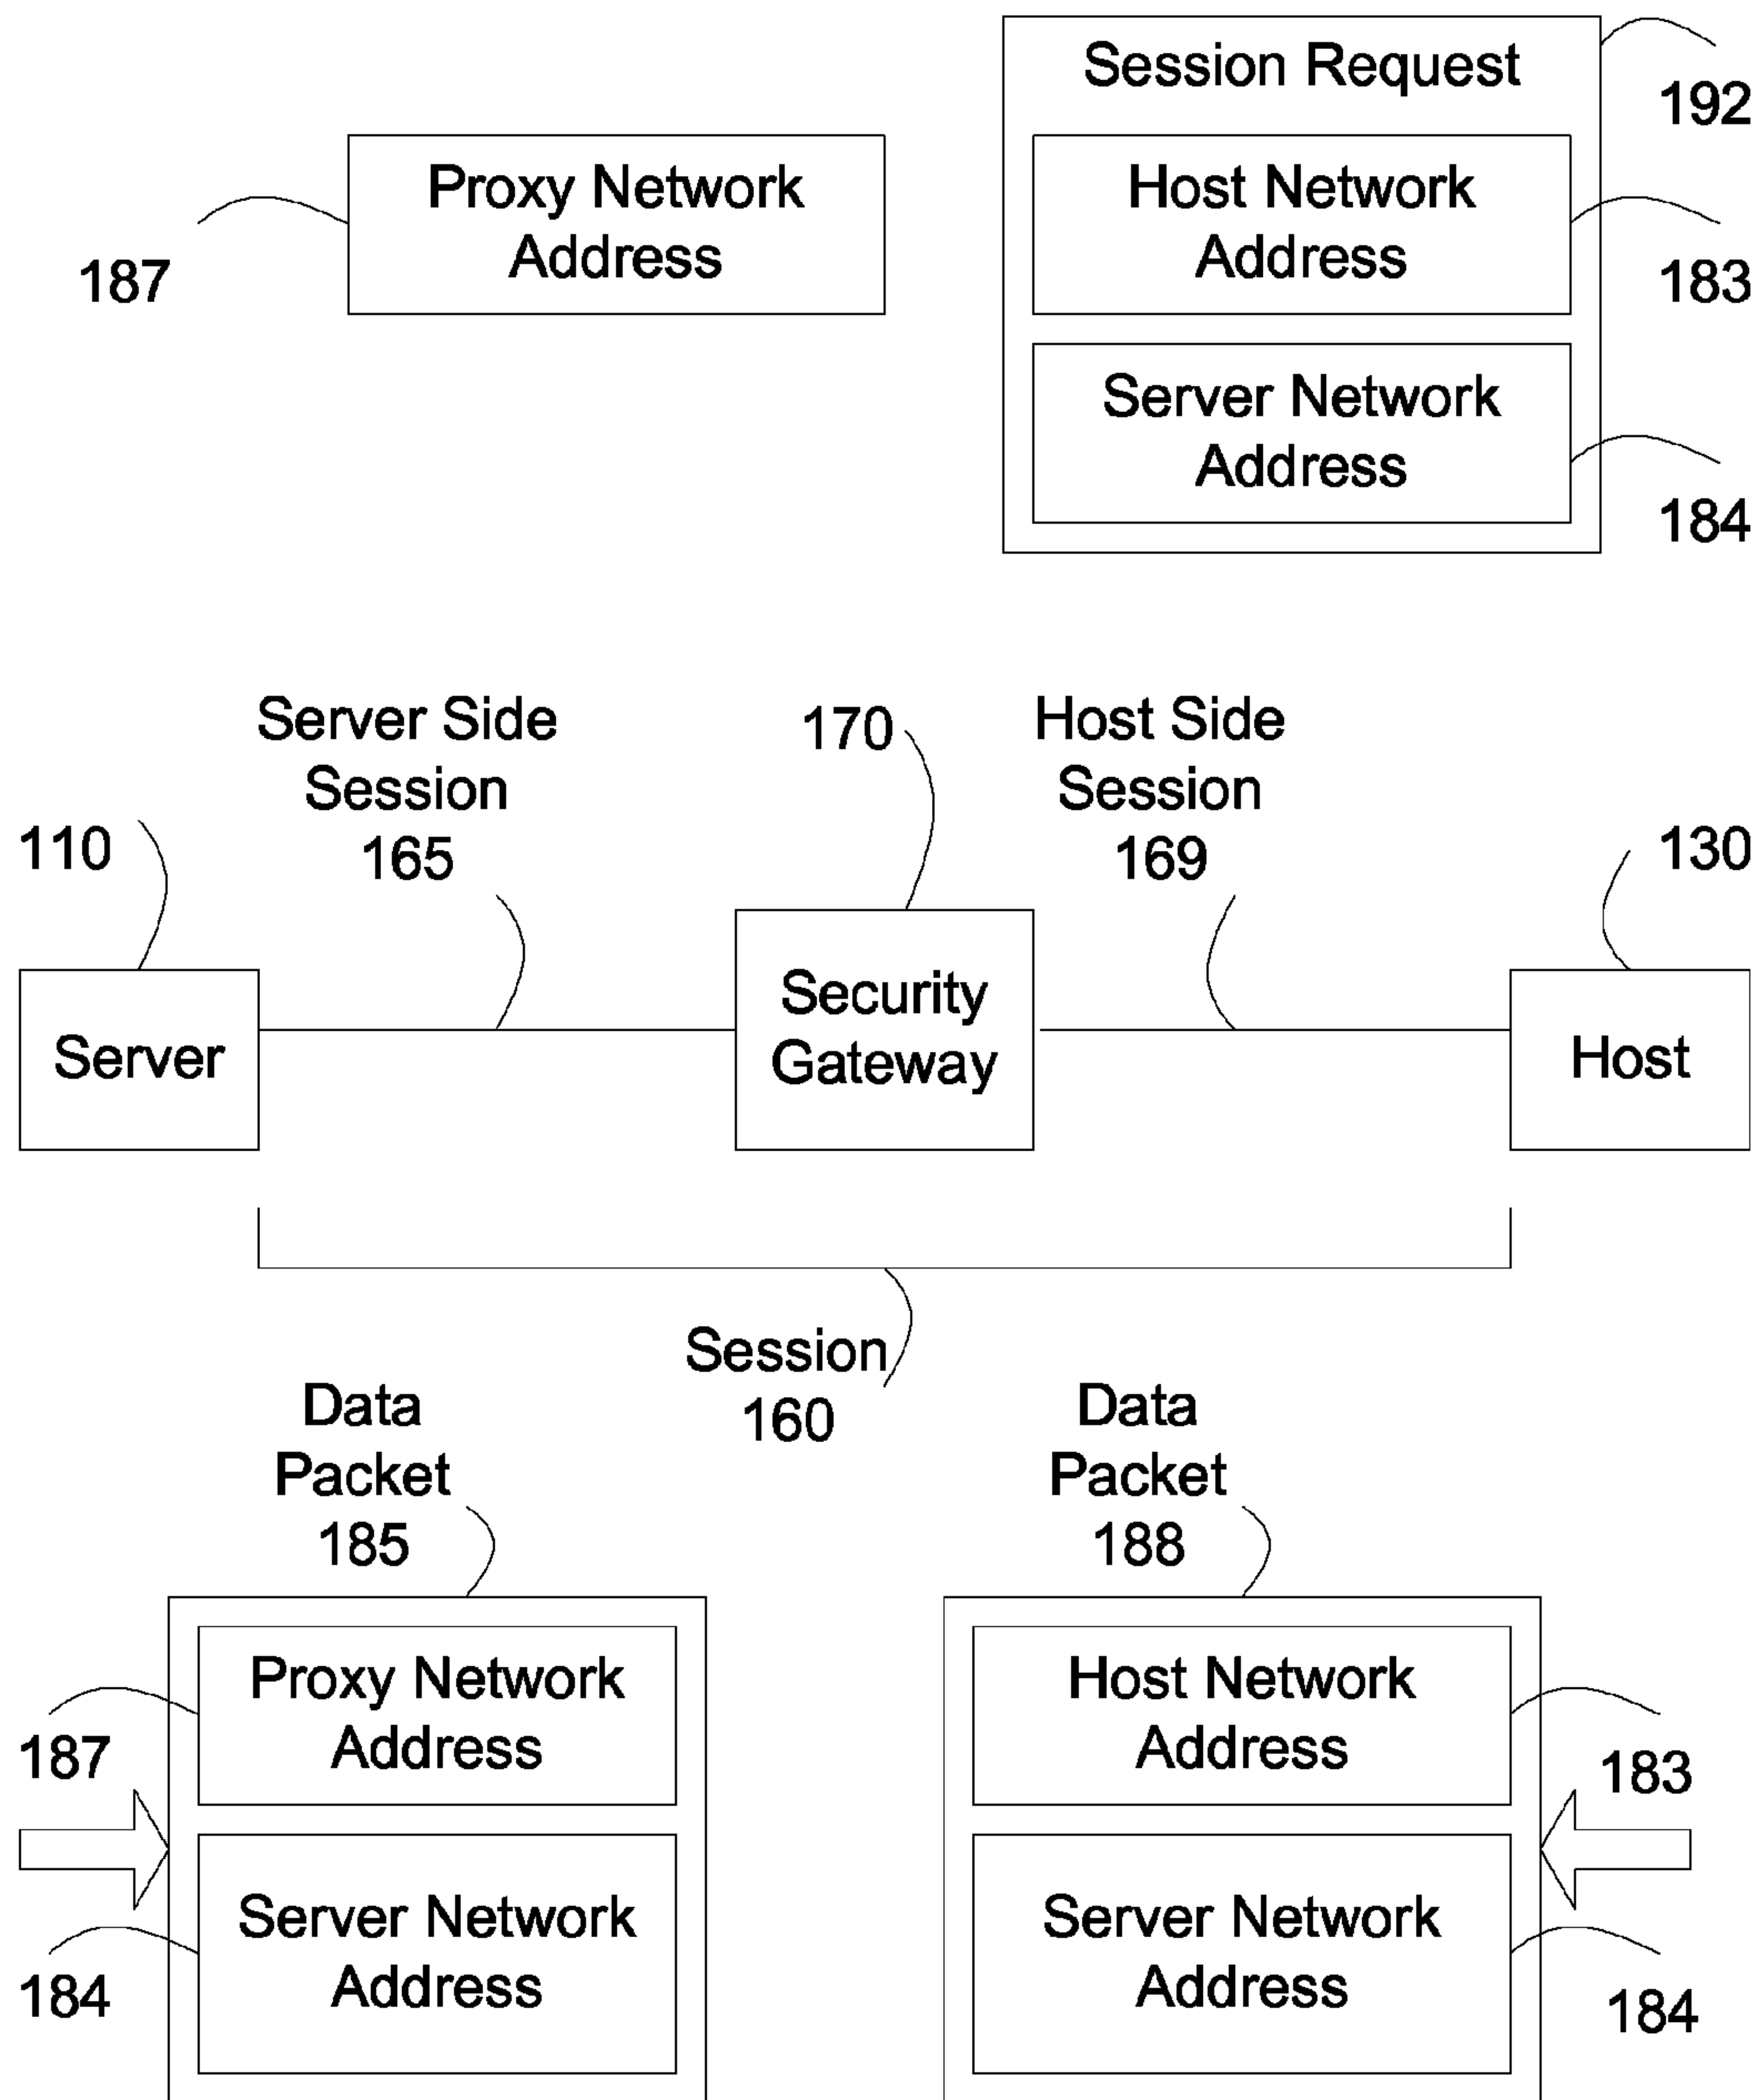 Session Request
192
Proxy Network
Address
187
Host Network
Address
183
Server Network
Address
184
Server Side
Session
165
170
Host Side
Session
169
110
130
Server
Security
Gateway
Host
Session
160
Data
Packet
185
Data
Packet
188
Proxy Network
Address
187
Server Network
Address
184
Host Network
Address
183
Server Network
Address
184